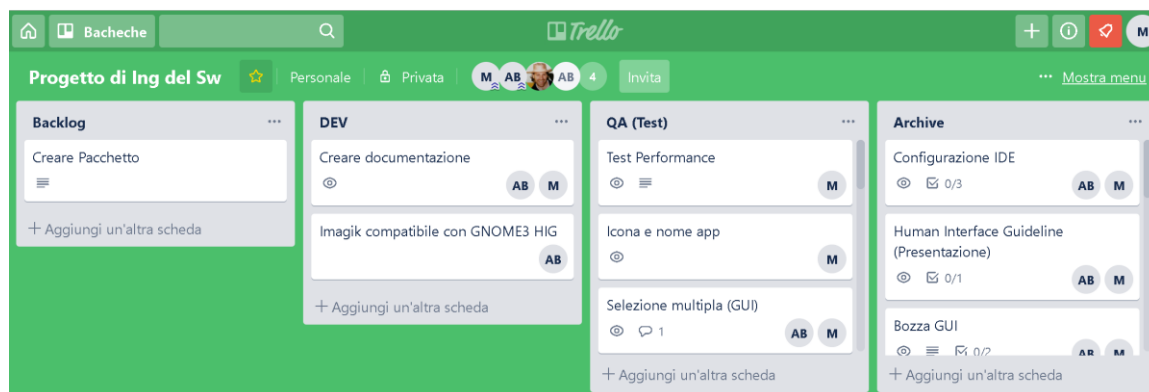 Bacheche
Trello
M
Progetto di Ing del Sw
Personale
Privata
M AB AB 4
Invita
Mostra menu
Backlog
Creare Pacchetto
Aggiungi un'altra scheda
DEV
Creare documentazione
AB M
Imagik compatibile con GNOME3 HIG
AB
Aggiungi un'altra scheda
QA (Test)
Test Performance
M
Icona e nome app
M
Selezione multipla (GUI)
1 AB M
Aggiungi un'altra scheda
Archive
Configurazione IDE
0/3 AB M
Human Interface Guideline
(Presentazione)
0/1 AB M
Bozza GUI
0/2 AB M
Aggiungi un'altra scheda